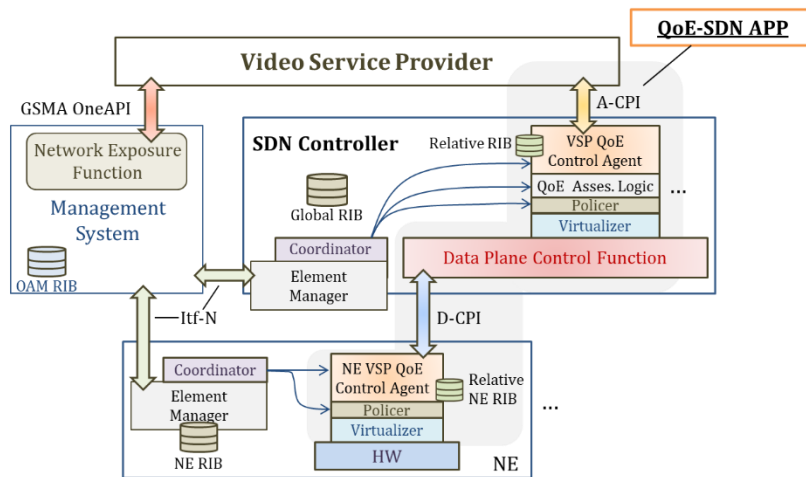 QoE-SDN APP
Video Service Provider
GSMA OneAPI
A-CPI
Network Exposure
Function
Management
System
OAM RIB
SDN Controller
Relative RIB
VSP QoE
Control Agent
QoE Asses. Logic
...
Policer
Virtualizer
Global RIB
Coordinator
Element
Manager
Data Plane Control Function
Itf-N
D-CPI
Coordinator
Element
Manager
NE RIB
NE VSP QoE
Control Agent
Relative
NE RIB
Policer
Virtualizer
HW
NE
...